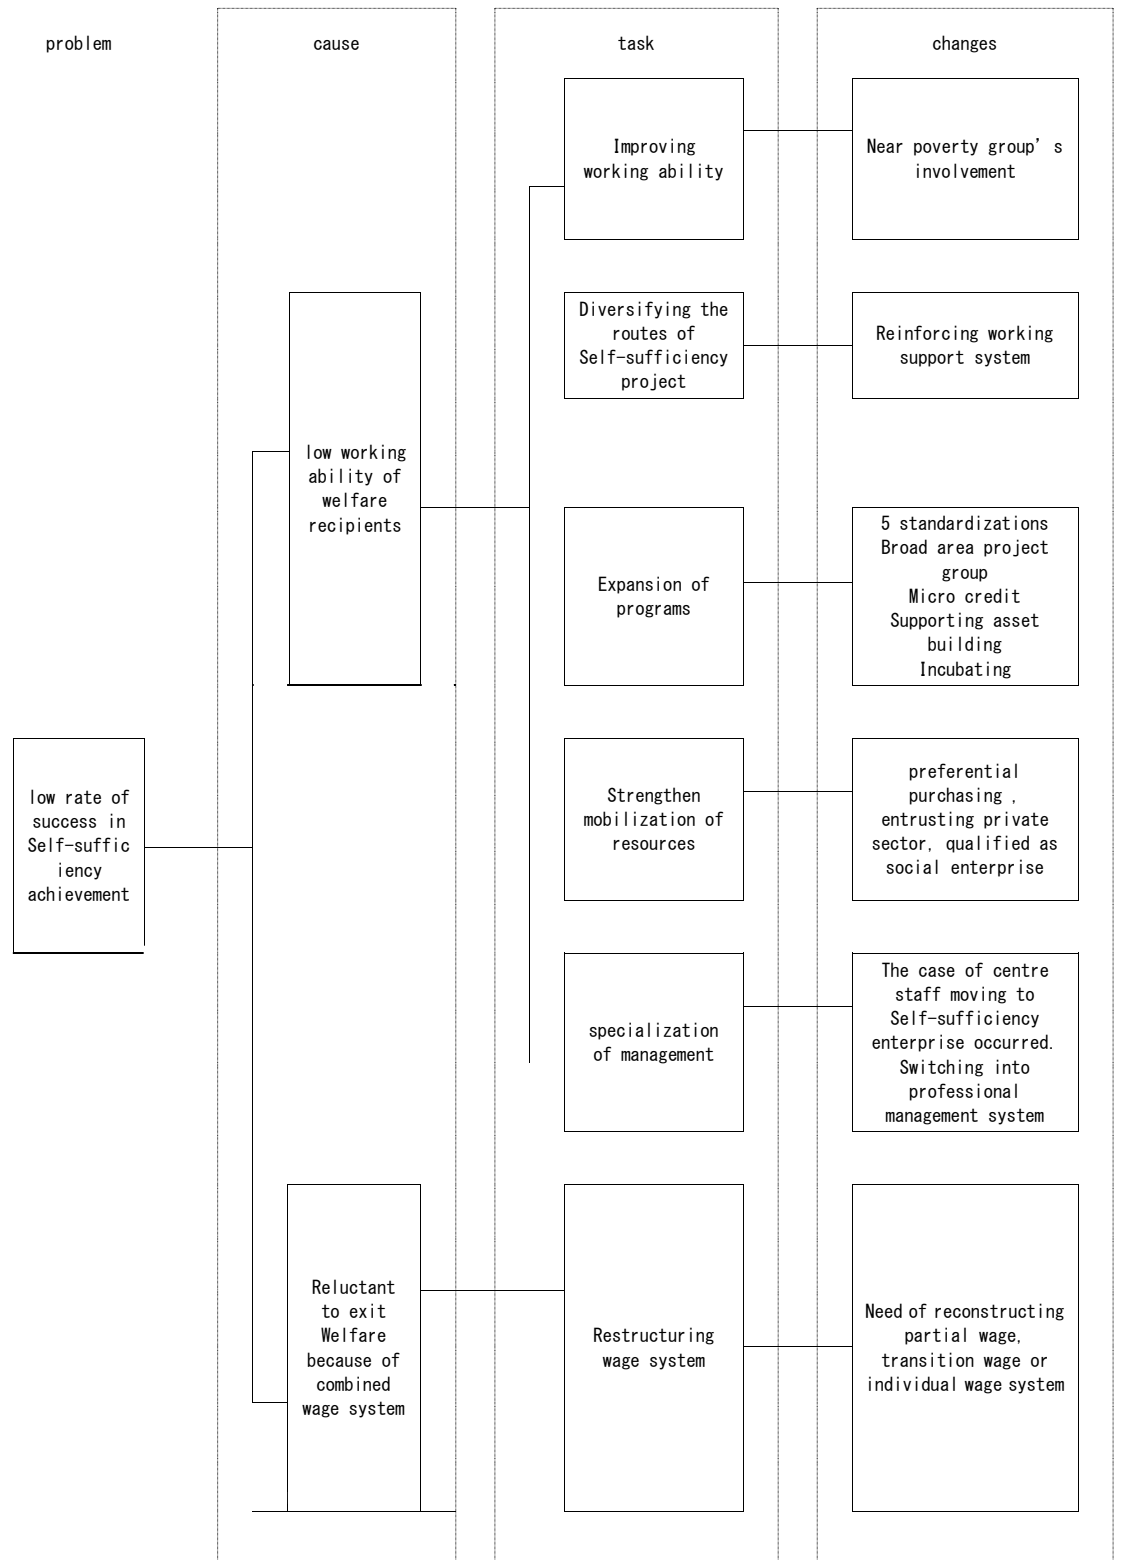 problem
cause
task
changes
low rate of
success in
Self-suffic
iency
achievement
low working
ability of
welfare
recipients
Reluctant
to exit
Welfare
because of
combined
wage system
Improving
working ability
Near poverty group's
involvement
Diversifying the
routes of
Self-sufficiency
project
Reinforcing working
support system
Expansion of
programs
5 standardizations
Broad area project
group
Micro credit
Supporting asset
building
Incubating
Strengthen
mobilization of
resources
preferential
purchasing ,
entrusting private
sector, qualified as
social enterprise
specialization
of management
The case of centre
staff moving to
Self-sufficiency
enterprise occurred.
Switching into
professional
management system
Restructuring
wage system
Need of reconstructing
partial wage,
transition wage or
individual wage system